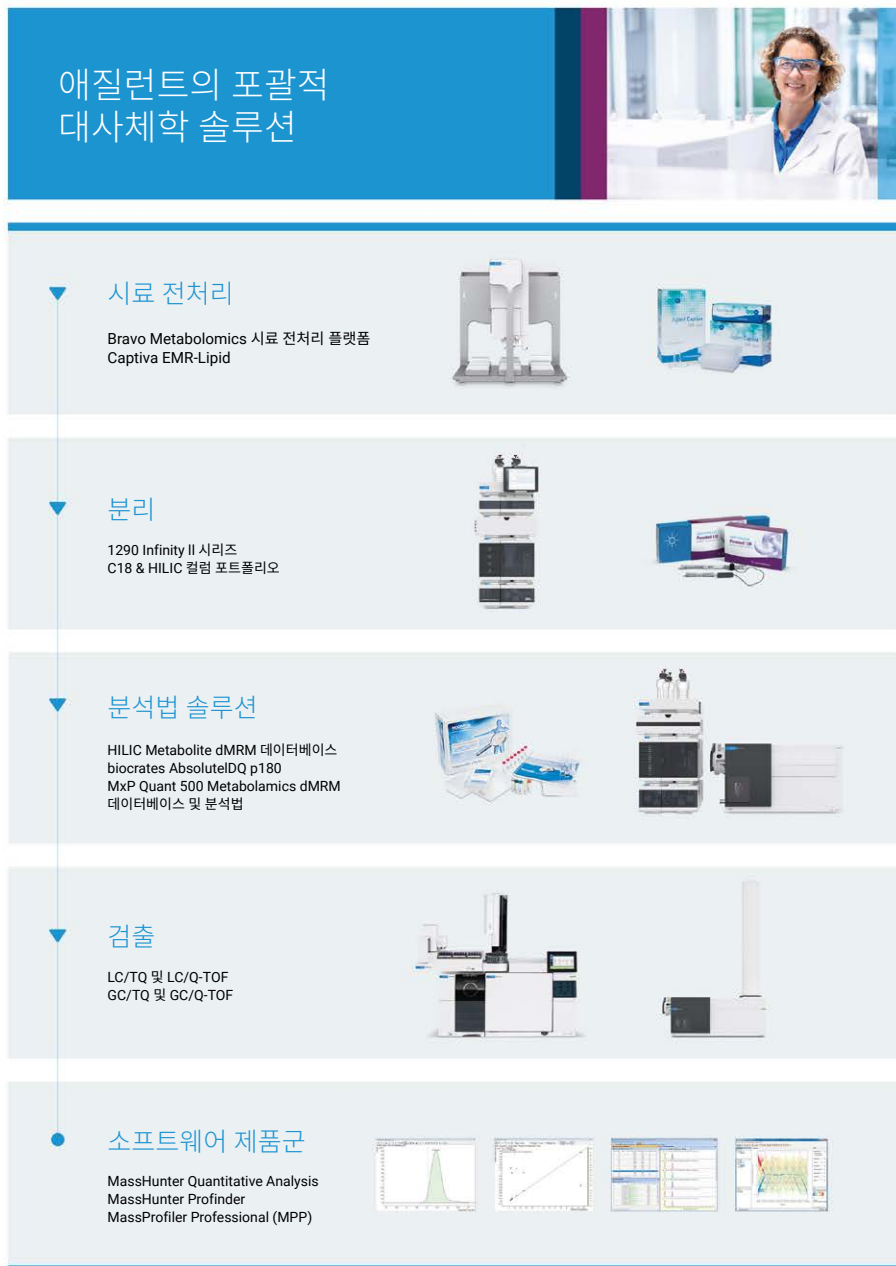 애질런트의 포괄적
대사체학 솔루션
시료 전처리
Bravo Metabolomics 시료 전처리 플랫폼
Captiva EMR-Lipid
분리
1290 Infinity II 시리즈
C18 & HILIC 컬럼 포트폴리오
분석법 솔루션
HILIC Metabolite dMRM 데이터베이스
biocrates AbsoluteIDQ p180
MxP Quant 500 Metabolamics dMRM
데이터베이스 및 분석법
검출
LC/TQ 및 LC/Q-TOF
GC/TQ 및 GC/Q-TOF
소프트웨어 제품군
MassHunter Quantitative Analysis
MassHunter Profinder
MassProfiler Professional (MPP)